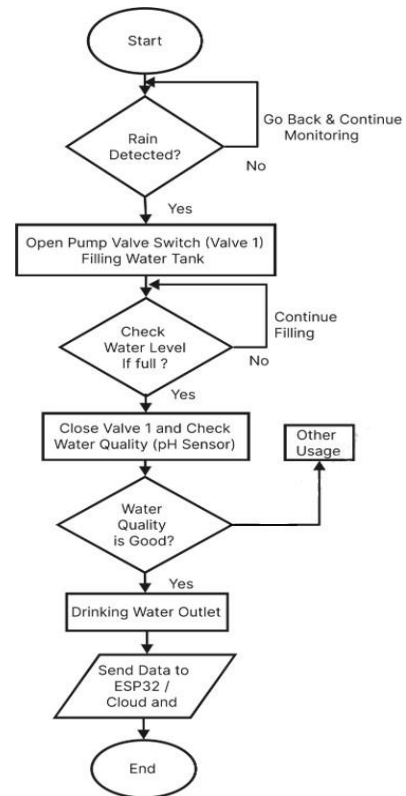 Start
Rain
Detected?
Go Back & Continue
Monitoring
No
Yes
Open Pump Valve Switch (Valve 1)
Filling Water Tank
Check
Water Level
If full ?
Continue
Filling
No
Yes
Close Valve 1 and Check
Water Quality (pH Sensor)
Other
Usage
Water
Quality
is Good?
Yes
Drinking Water Outlet
Send Data to
ESP32 /
Cloud and
End